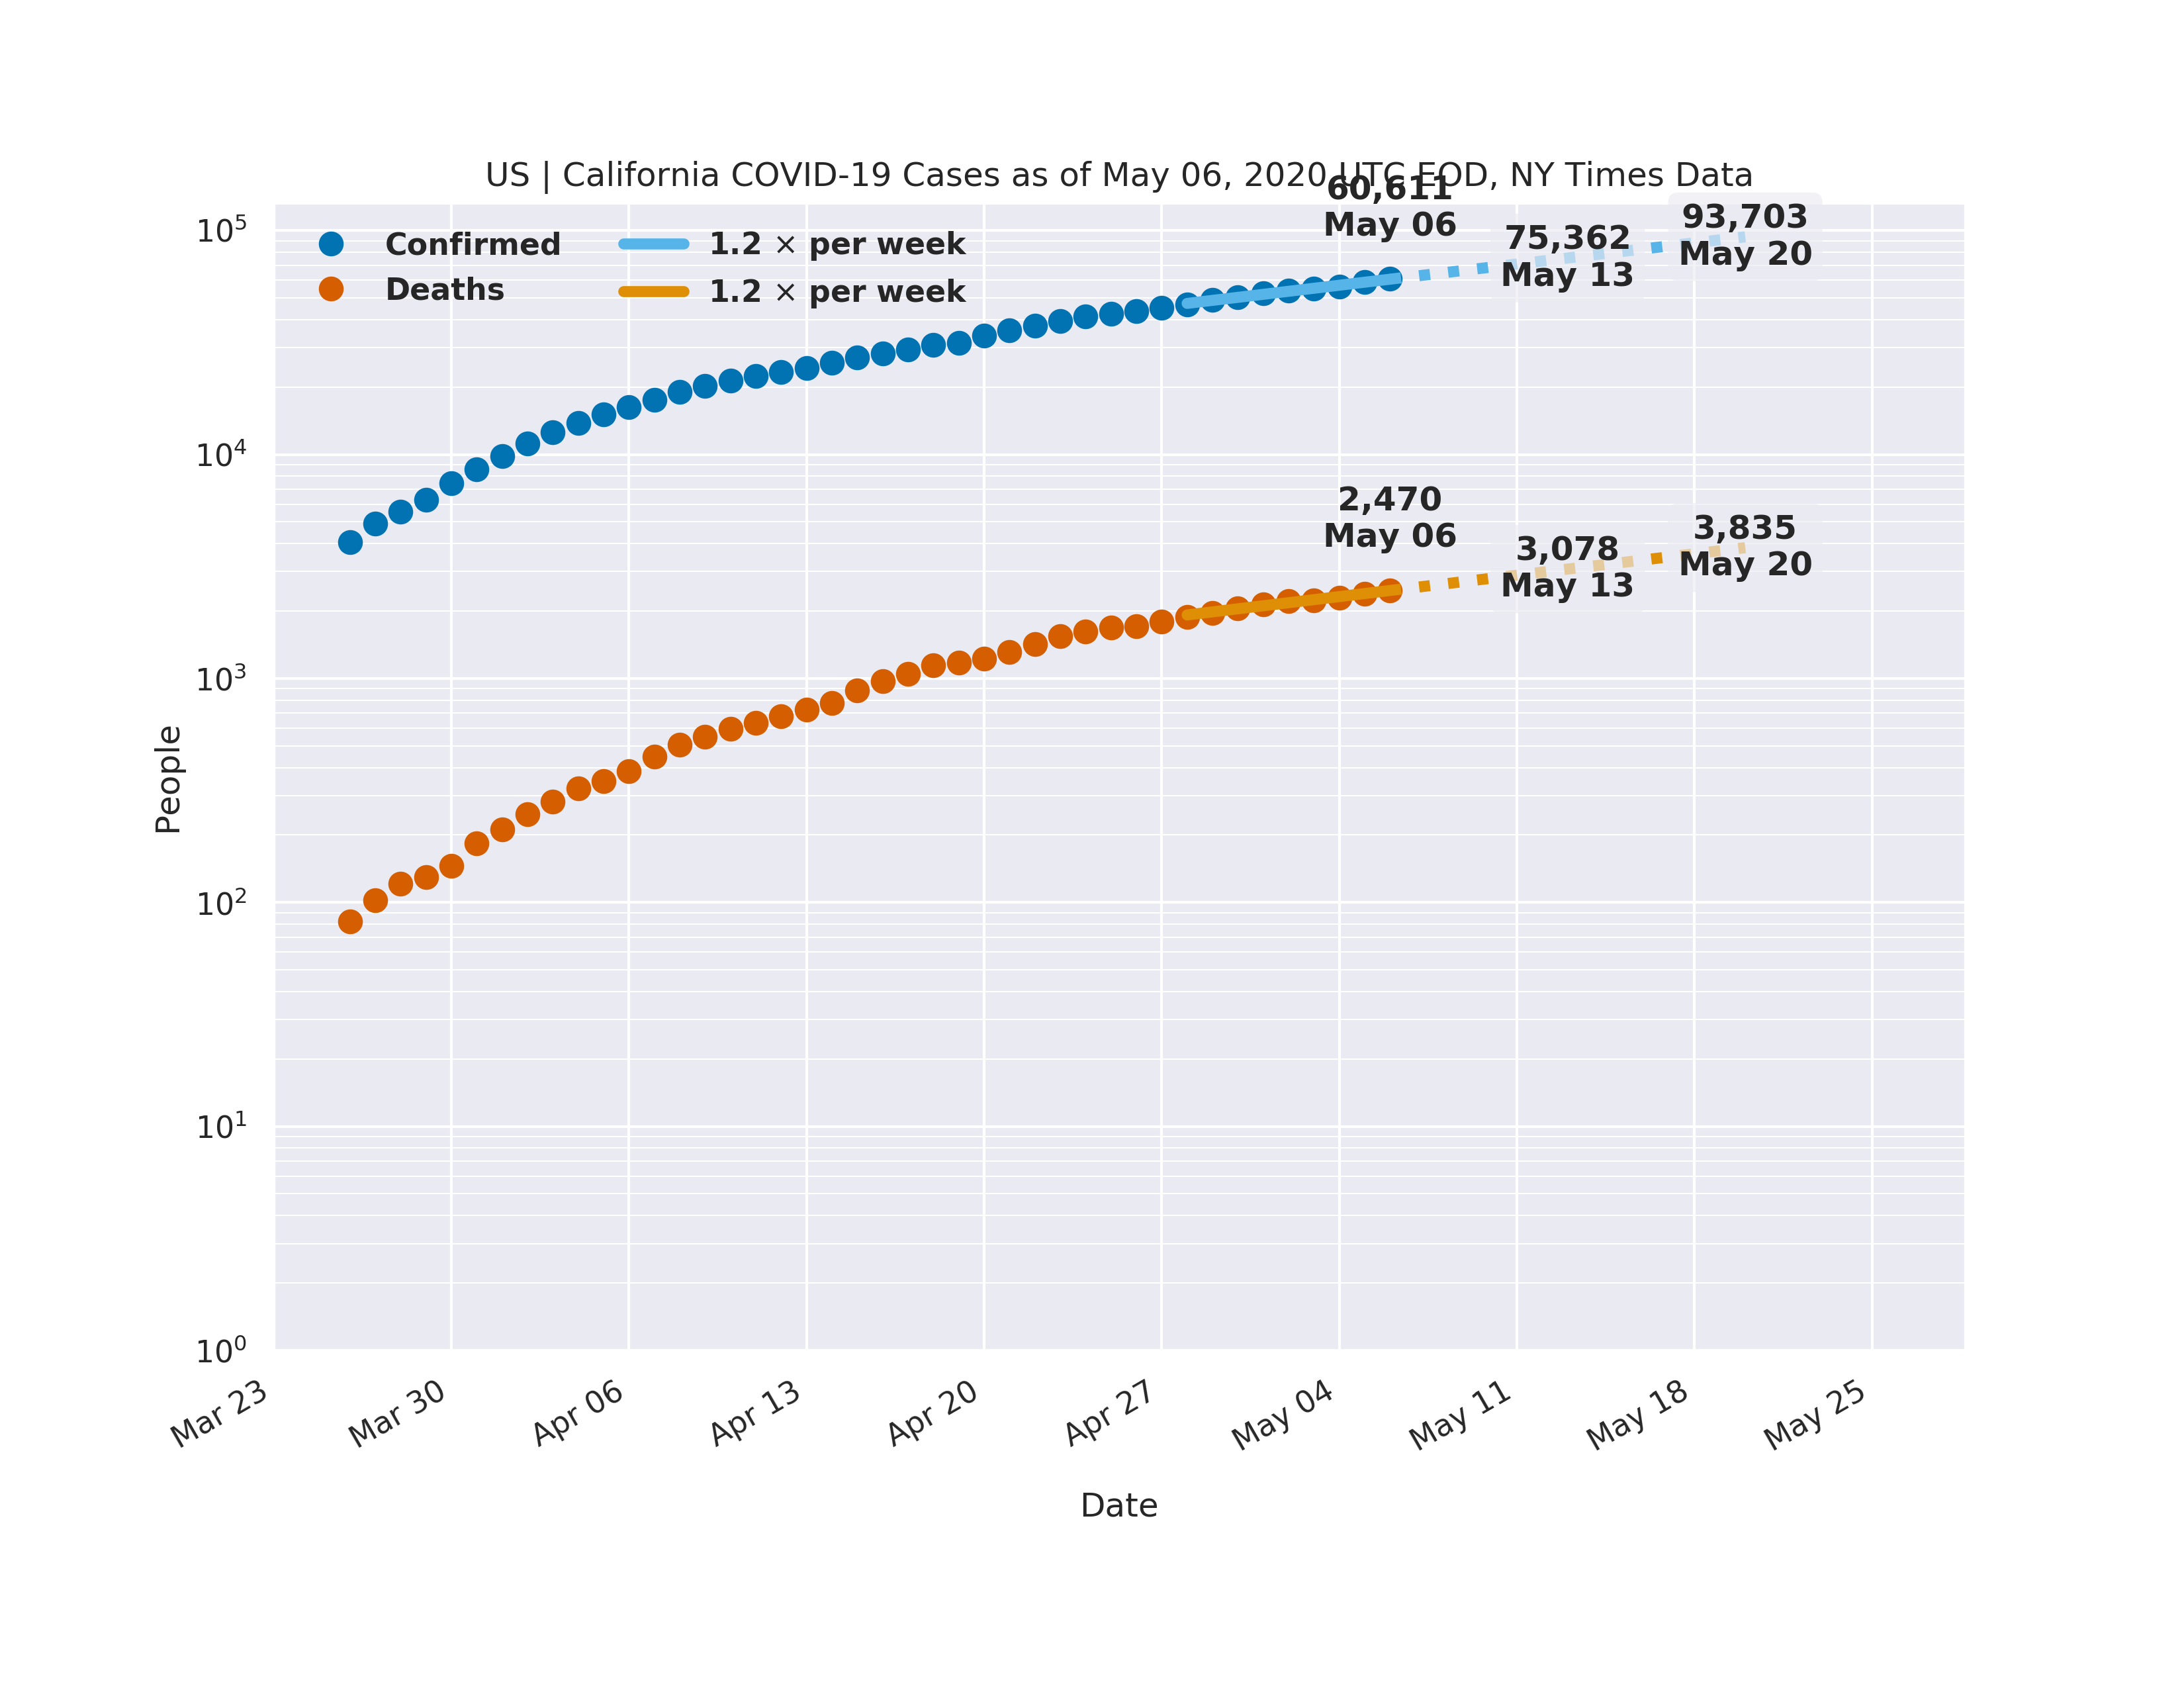 US | California COVID-19 Cases as of May 06, 2020 UTC EOD, NY Times Data
Confirmed
Deaths
1.2 × per week
1.2 × per week
60,611
May 06
75,362
May 13
93,703
May 20
2,470
May 06
3,078
May 13
3,835
May 20
People
10⁵
10⁴
10³
10²
10¹
10⁰
Mar 23
Mar 30
Apr 06
Apr 13
Apr 20
Apr 27
May 04
May 11
May 18
May 25
Date